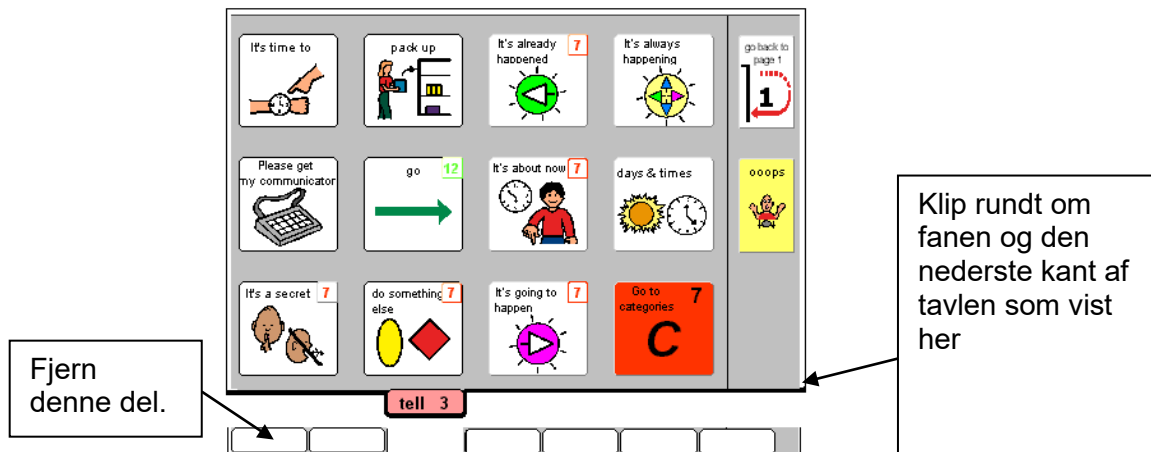 It's time to
pack up
It's already 7
happened
It's always
happening
go back to
page 1
1
Please get
my communicator
go 12
It's about now 7
days & times
ooops
It's a secret 7
do something 7
else
It's going to 7
happen
Go to 7
categories
C
tell 3
Fjern
denne del.
Klip rundt om
fanen og den
nederste kant af
tavlen som vist
her